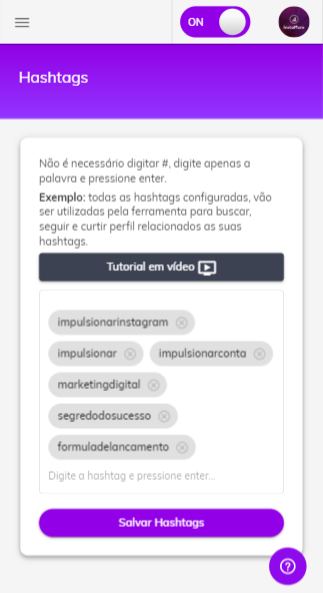 ON
Hashtags
Não é necessário digitar #, digite apenas a
palavra e pressione enter.
Exemplo: todas as hashtags configuradas, vão
ser utilizadas pela ferramenta para buscar,
seguir e curtir perfil relacionados as suas
hashtags.
Tutorial em vídeo
impulsionarinstagram
impulsionar impulsionarconta
marketingdigital
segredodosucesso
formuladelancamento
Digite a hashtag e pressione enter...
Salvar Hashtags
?